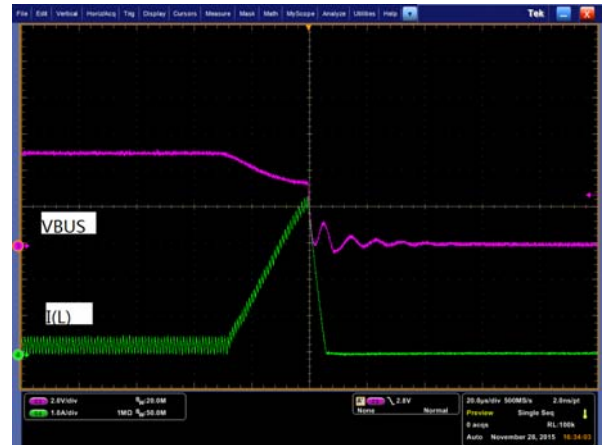 File Edit Vertical Horiz/Acq Trig Display Cursors Measure Mask Math MyScope Analyze Utilities Help
Tek
VBUS
I(L)
2.0V/div
20.0M
1.0A/div 1MΩ 50.0M
2.8V
None Normal
20.0µs/div 500MS/s 2.0ns/pt
Preview Single Seq
0 acqs RL:100k
Auto November 20, 2015 16:34:03